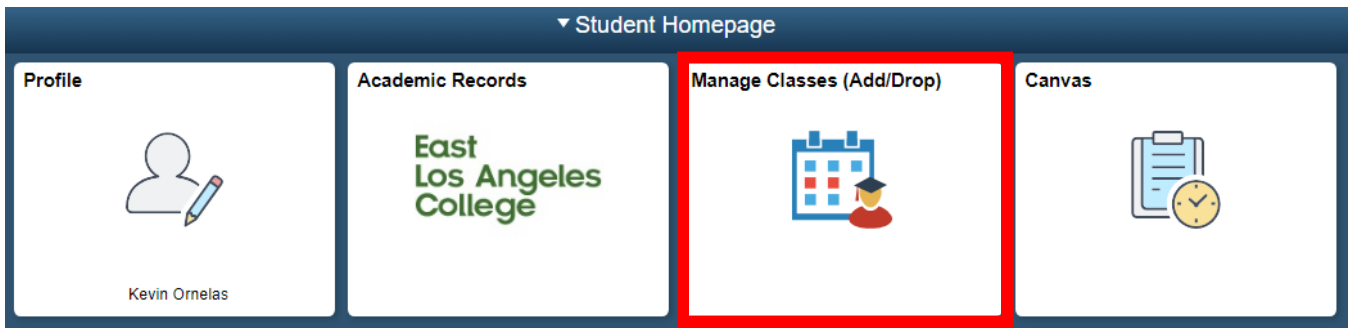 Student Homepage
Profile
Academic Records
Manage Classes (Add/Drop)
Canvas
East
Los Angeles
College
Kevin Ornelas